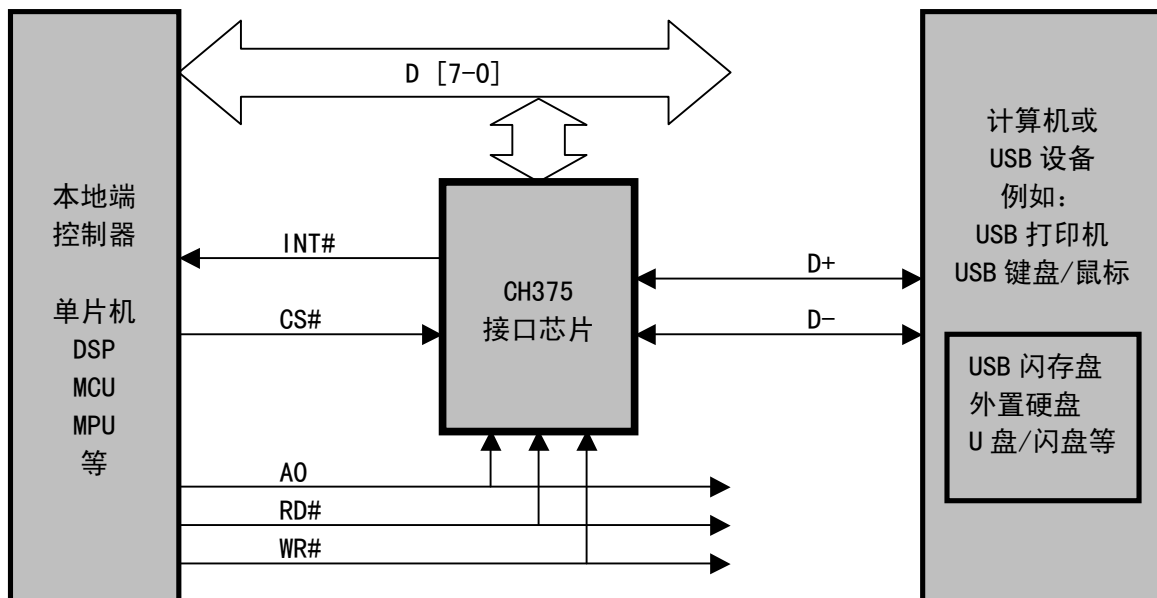 D [7-0]
本地端
控制器
单片机
DSP
MCU
MPU
等
INT#
CS#
A0
RD#
WR#
CH375
接口芯片
D+
D-
计算机或
USB 设备
例如：
USB 打印机
USB 键盘/鼠标
USB 闪存盘
外置硬盘
U 盘/闪盘等